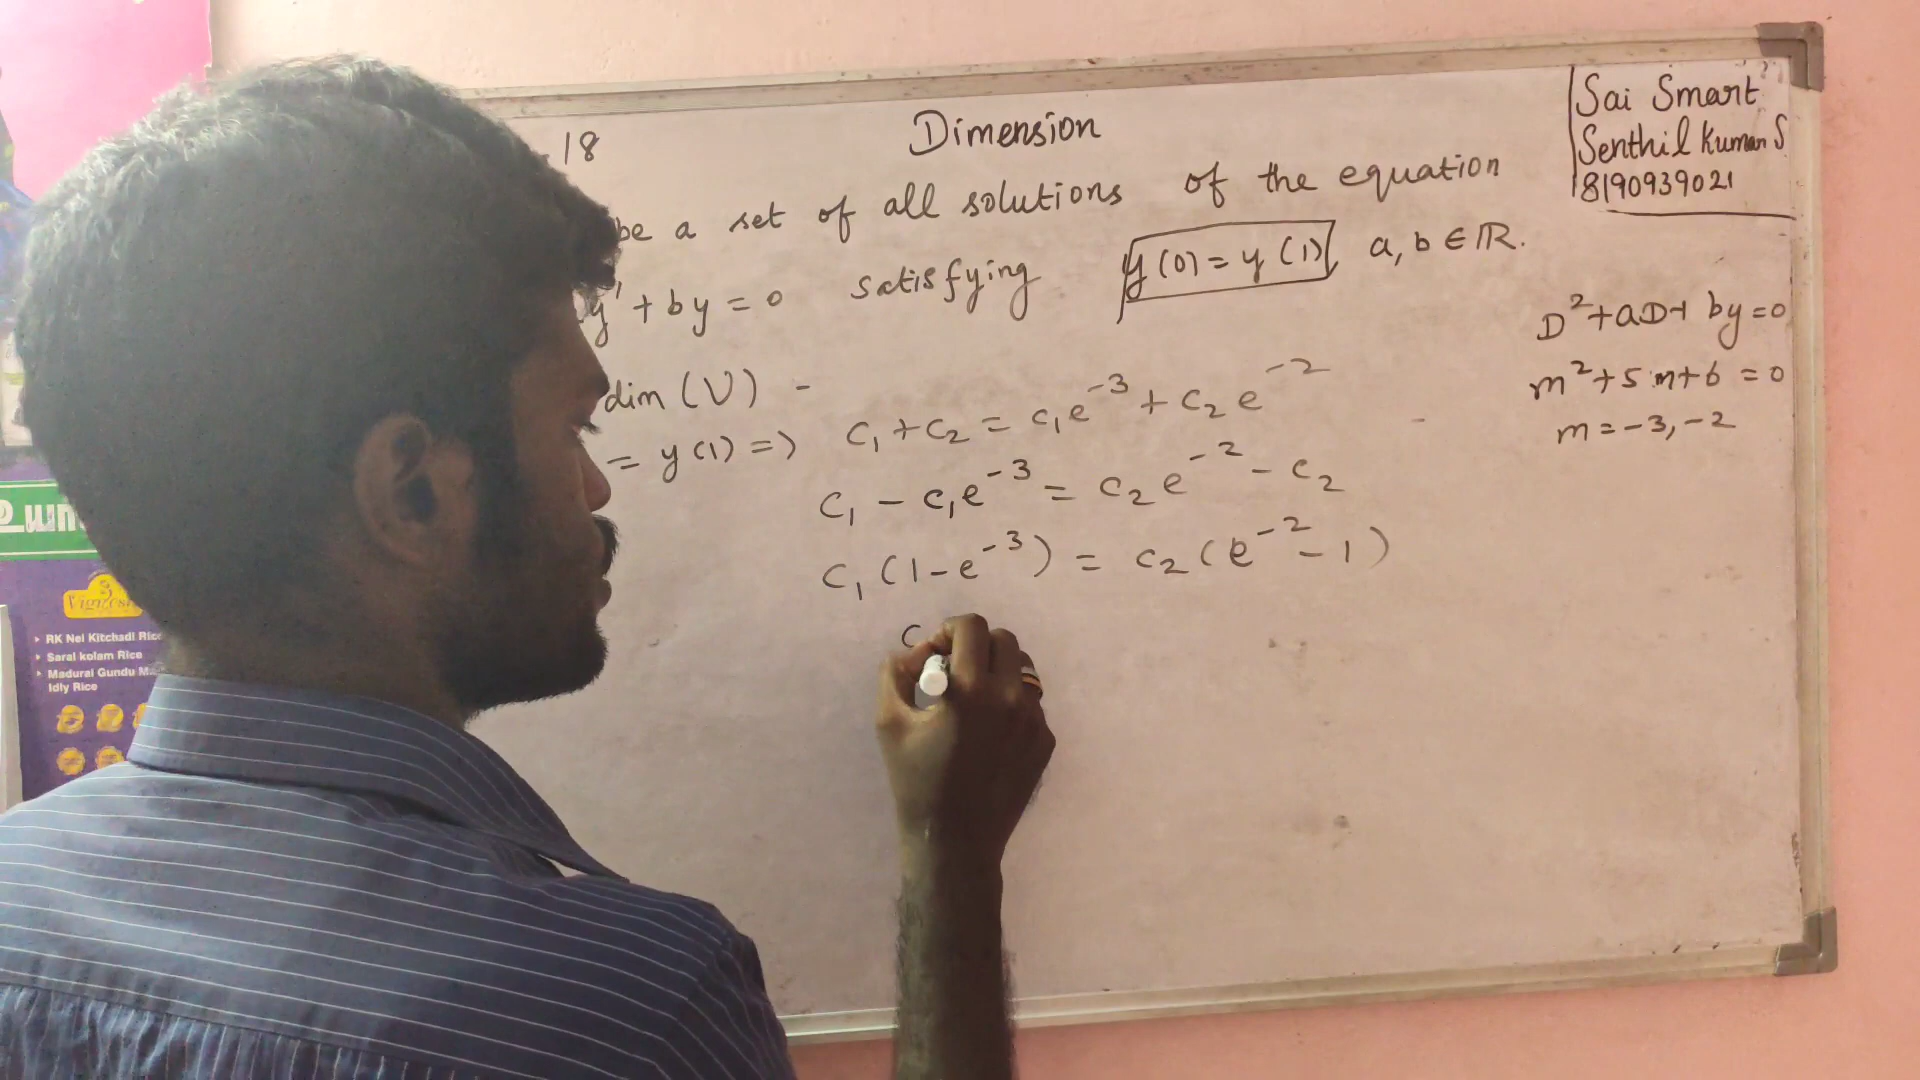 18
Dimension
Sai Smart
Senthil Kumar S
8190939021
be a set of all solutions of the equation
y' + by = 0 satisfying y(0) = y(1), a, b ∈ ℝ.
D² + aD + by = 0
m² + 5m + 6 = 0
m = -3, -2
dim (V) -
= y(1) => c₁ + c₂ = c₁e⁻³ + c₂e⁻²
c₁ - c₁e⁻³ = c₂e⁻² - c₂
c₁(1-e⁻³) = c₂(e⁻² - 1)
c
RK Nel Kitchadi Rice
Saral kolam Rice
Madurai Gundu
Idly Rice